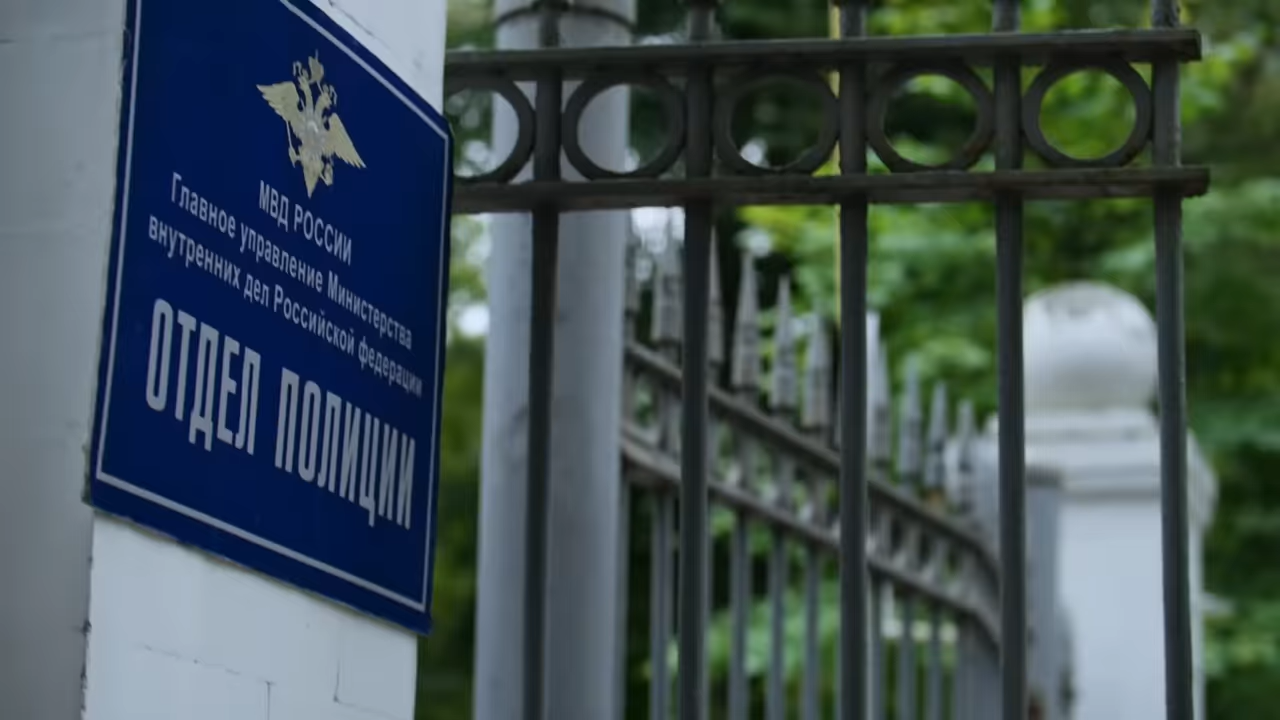 МВД РОССИИ
Главное управление Министерства
внутренних дел Российской федерации
ОТДЕЛ ПОЛИЦИИ